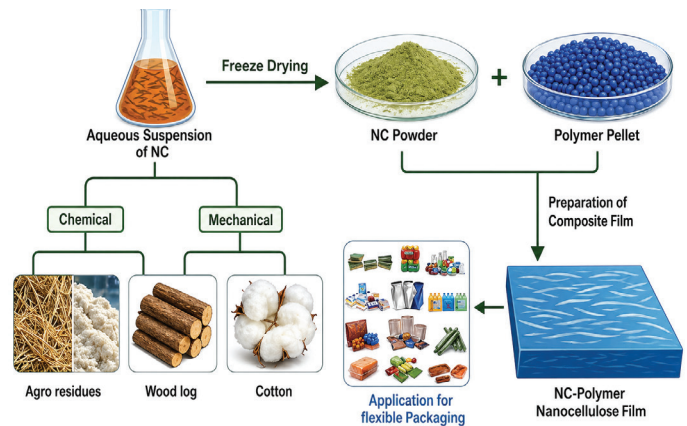 Freeze Drying
+
Aqueous Suspension
of NC
NC Powder
Polymer Pellet
Chemical
Mechanical
Preparation of
Composite Film
Agro residues
Wood log
Cotton
Application for
flexible Packaging
NC-Polymer
Nanocellulose Film